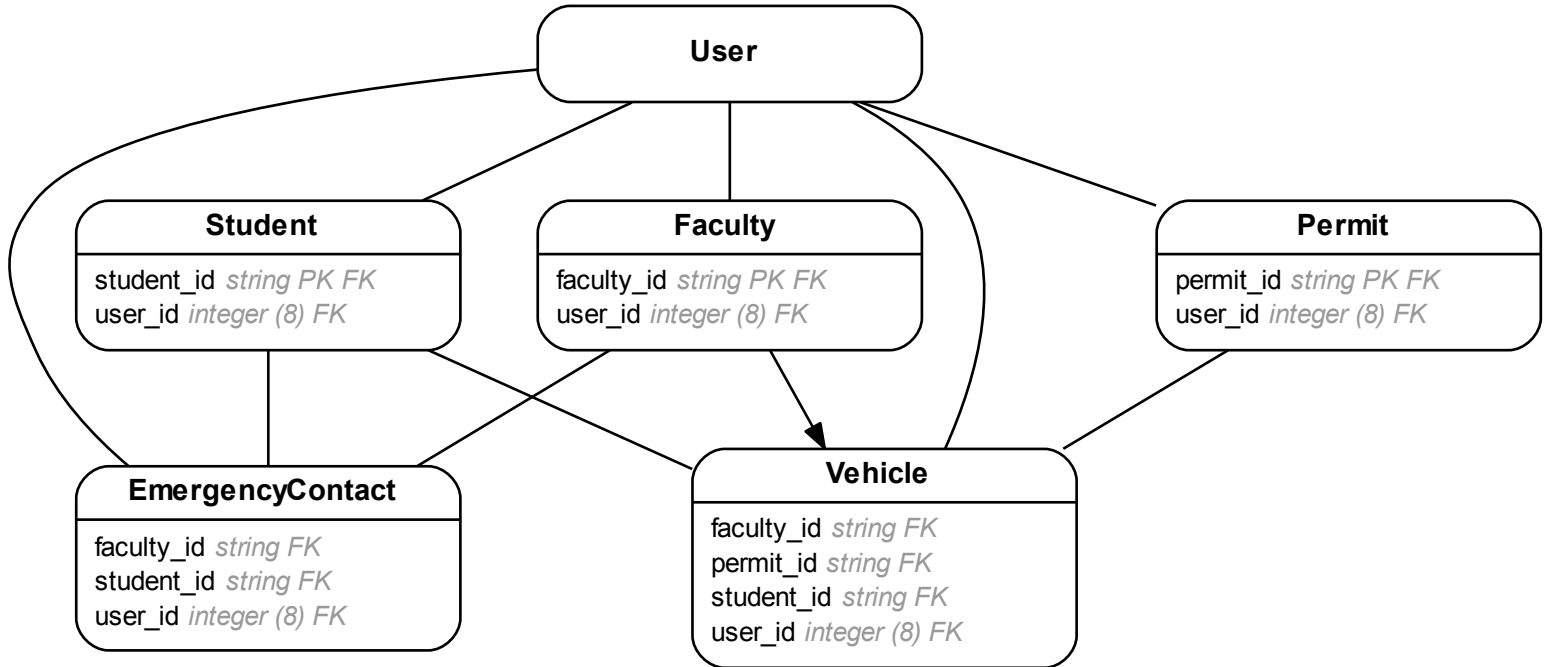 User
Student
student_id string PK FK
user_id integer (8) FK
Faculty
faculty_id string PK FK
user_id integer (8) FK
Permit
permit_id string PK FK
user_id integer (8) FK
EmergencyContact
faculty_id string FK
student_id string FK
user_id integer (8) FK
Vehicle
faculty_id string FK
permit_id string FK
student_id string FK
user_id integer (8) FK